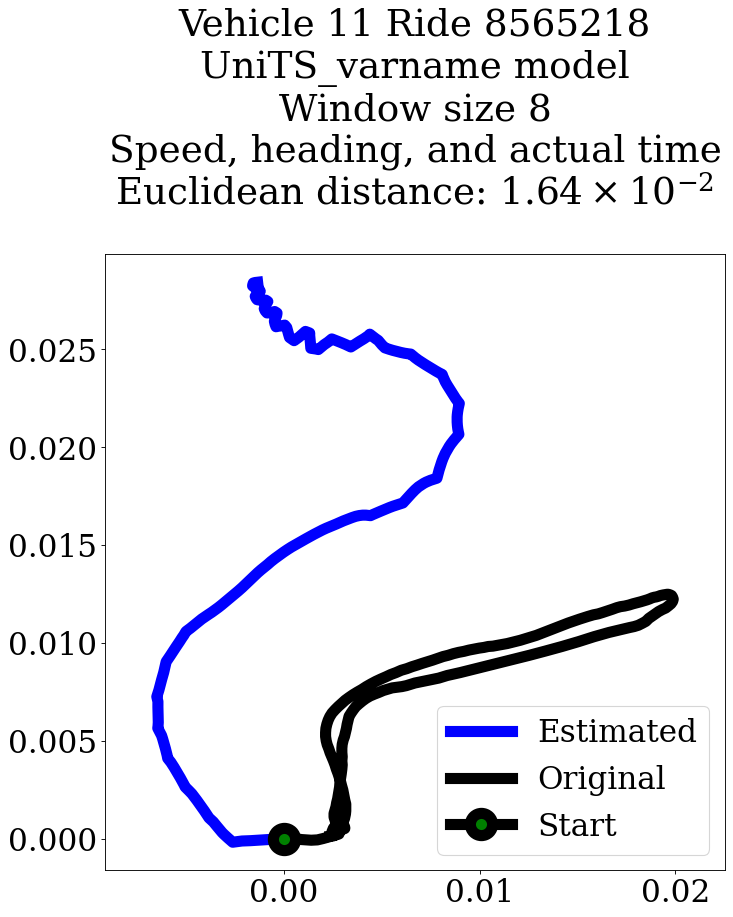 Vehicle 11 Ride 8565218
UniTS_varname model
Window size 8
Speed, heading, and actual time
Euclidean distance: 1.64 × 10⁻²
0.025
0.020
0.015
0.010
0.005
0.000
0.00 0.01 0.02
Estimated
Original
Start